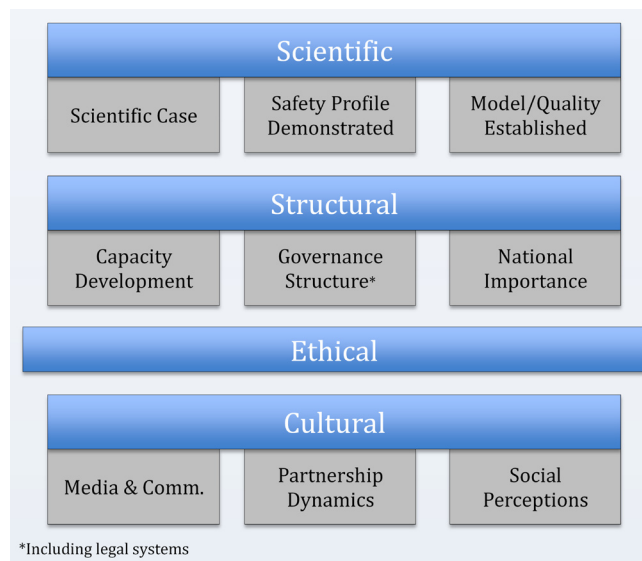 Scientific
Scientific Case
Safety Profile
Demonstrated
Model/Quality
Established
Structural
Capacity
Development
Governance
Structure*
National
Importance
Ethical
Cultural
Media & Comm.
Partnership
Dynamics
Social
Perceptions
*Including legal systems